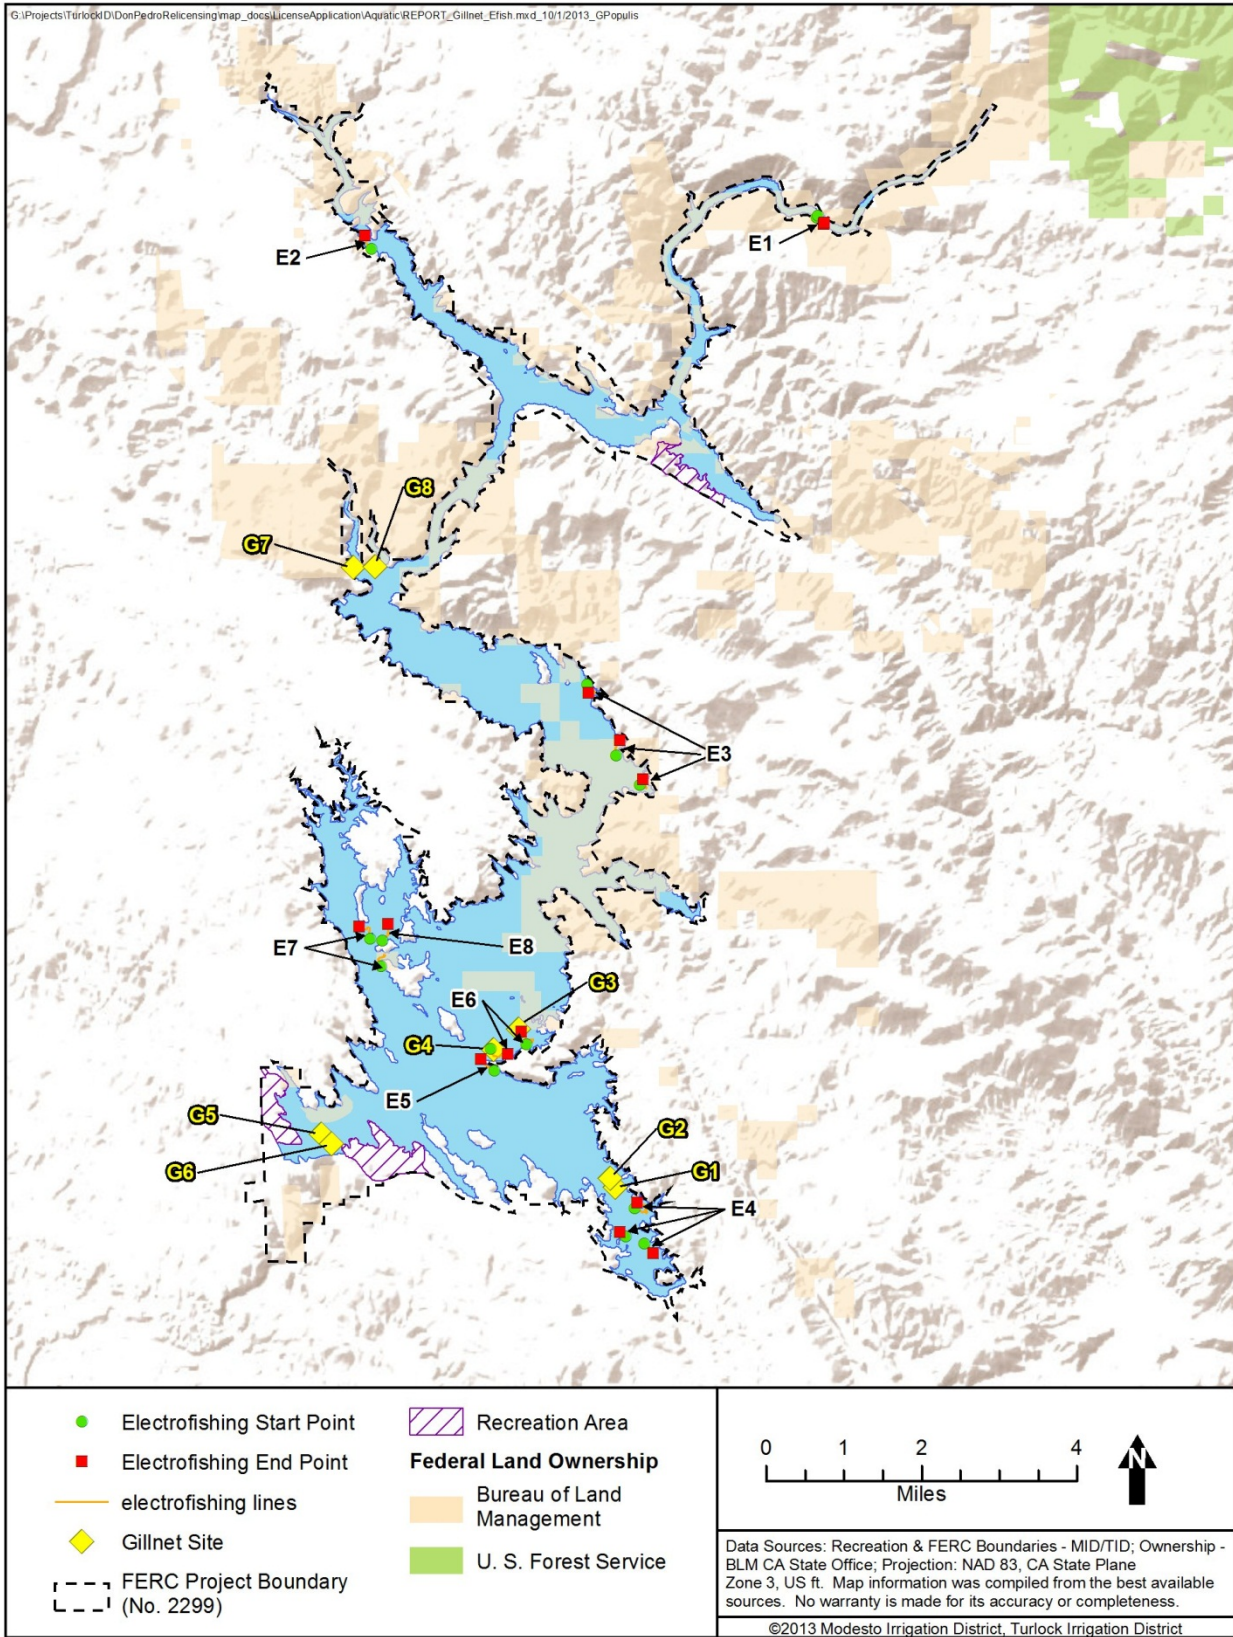 G:\Projects\TurlockID\DonPedroRelicensing\map_docs\LicenseApplication\Aquatic\REPORT_Gillnet_Efish.mxd_10/1/2013_GPopulis
E1
E2
G8
G7
E3
E7
E8
E6
G3
G4
E5
G5
G6
G2
G1
E4
Electrofishing Start Point
Electrofishing End Point
electrofishing lines
Gillnet Site
FERC Project Boundary
(No. 2299)
Recreation Area
Federal Land Ownership
Bureau of Land
Management
U. S. Forest Service
0 1 2 4
Miles
N
Data Sources: Recreation & FERC Boundaries - MID/TID; Ownership -
BLM CA State Office; Projection: NAD 83, CA State Plane
Zone 3, US ft. Map information was compiled from the best available
sources. No warranty is made for its accuracy or completeness.
©2013 Modesto Irrigation District, Turlock Irrigation District